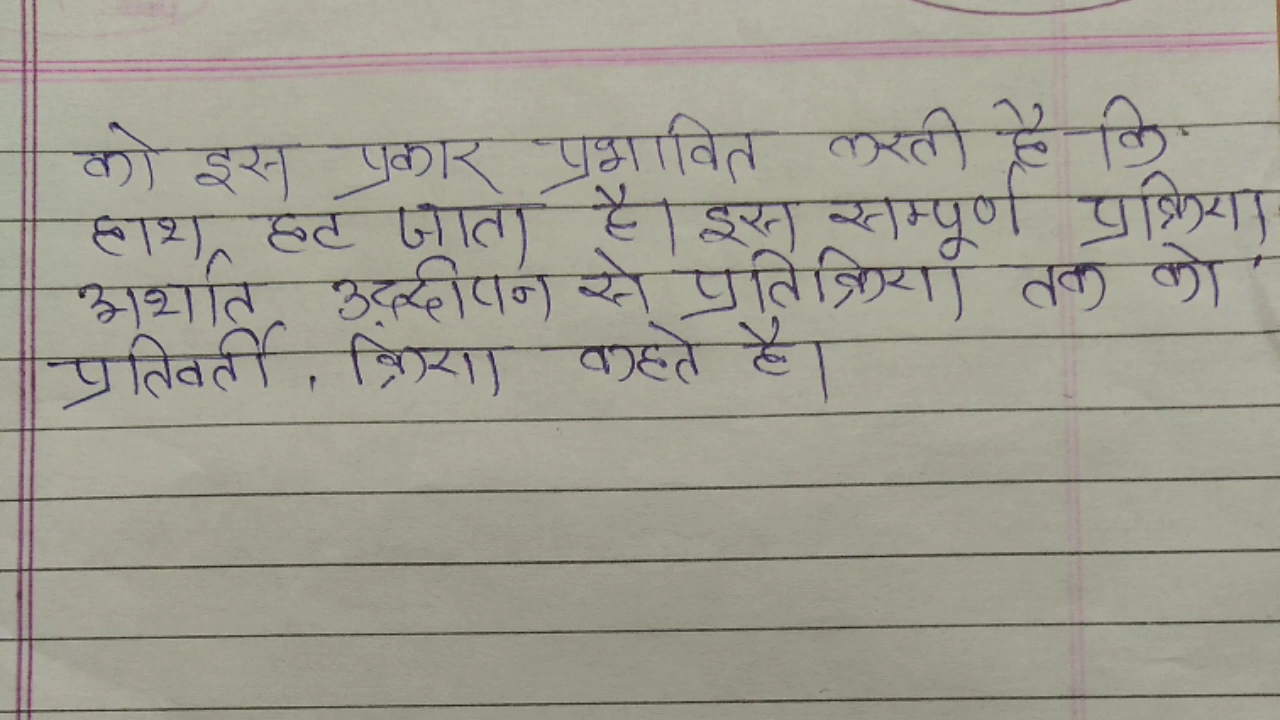 को इस प्रकार प्रभावित करती है कि
हाथ हट जाता है। इस सम्पूर्ण प्रक्रिया
अर्थात उद्‌दीपन से प्रतिक्रिया तक को
प्रतिवर्ती क्रिया कहते है।